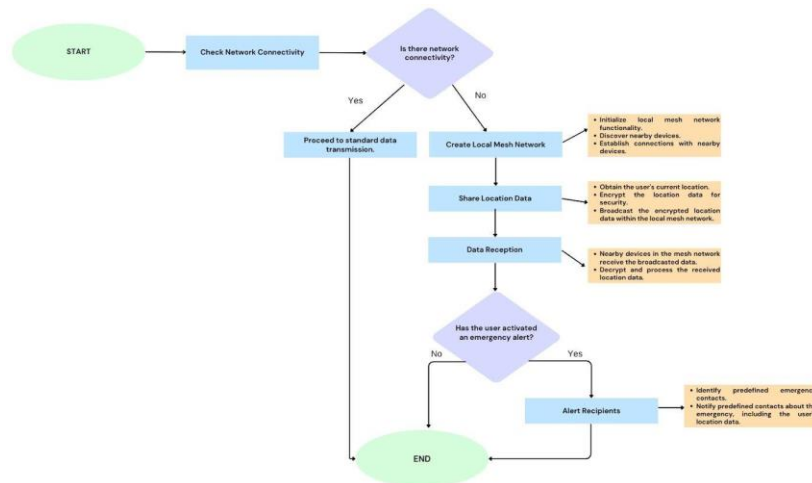 START
Check Network Connectivity
Is there network
connectivity?
Yes
No
Proceed to standard data
transmission.
Create Local Mesh Network
• Initialize local mesh network
functionality.
• Discover nearby devices.
• Establish connections with nearby
devices.
Share Location Data
• Obtain the user's current location.
• Encrypt the location data for
security.
• Broadcast the encrypted location
data within the local mesh network.
Data Reception
• Nearby devices in the mesh network
receive the broadcasted data.
• Decrypt and process the received
location data.
Has the user activated
an emergency alert?
No
Yes
Alert Recipients
• Identify predefined emergenc
contacts.
• Notify predefined contacts about th
emergency, including the user
location data.
END